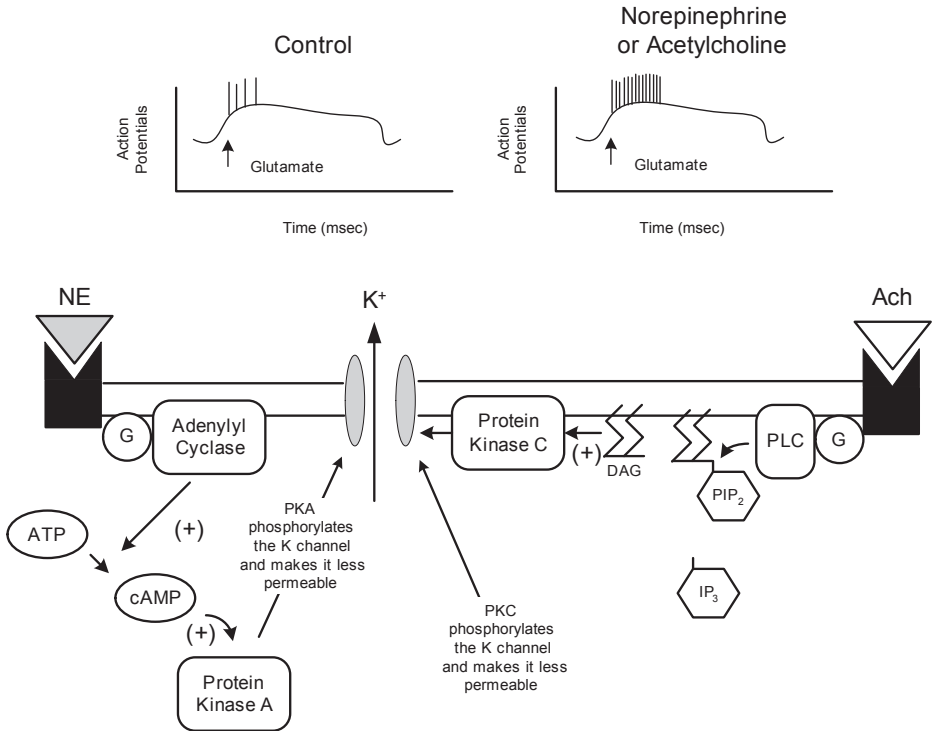 Control
Norepinephrine
or Acetylcholine
Action
Potentials
Glutamate
Time (msec)
Action
Potentials
Glutamate
Time (msec)
NE
K⁺
Ach
G
Adenylyl
Cyclase
Protein
Kinase C
(+)
DAG
PIP₂
PLC
G
ATP
(+)
cAMP
(+)
Protein
Kinase A
PKA
phosphorylates
the K channel
and makes it less
permeable
PKC
phosphorylates
the K channel
and makes it less
permeable
IP₃